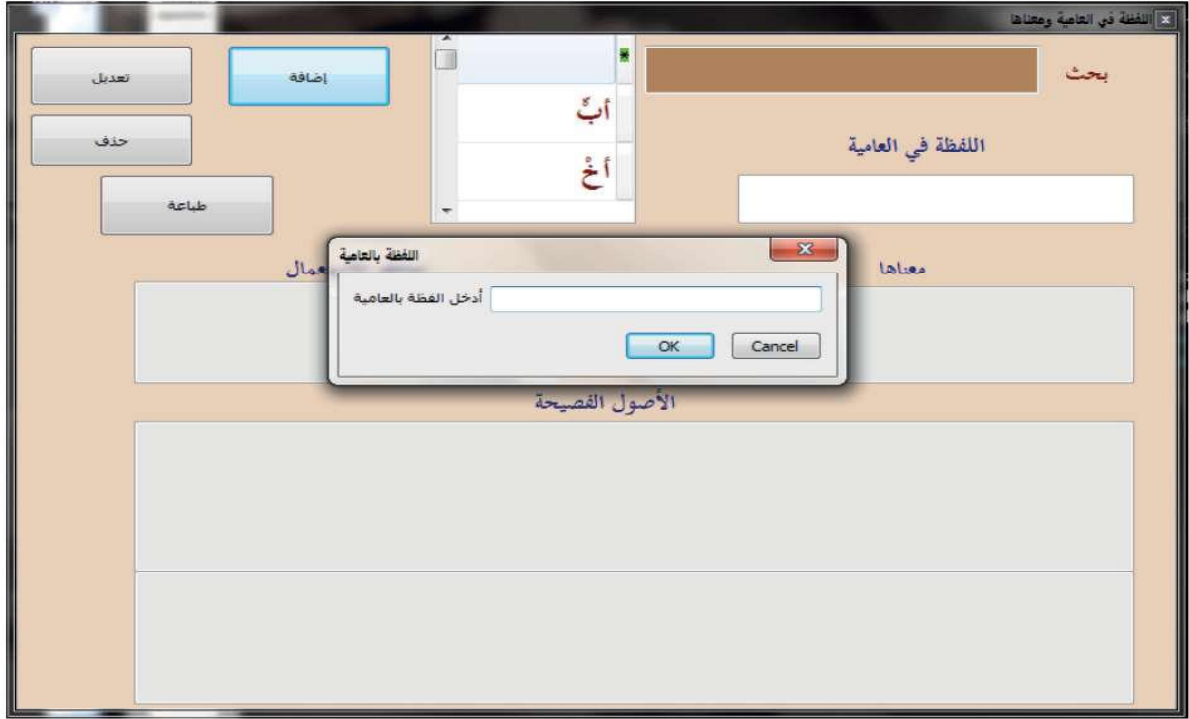 اللفظة في العامية ومعناها
بحث
*
إضافة
تعديل
أبٌ
حذف
اللفظة في العامية
أخْ
طباعة
اللفظة بالعامية
معناها
أدخل الفظة بالعامية
OK
Cancel
الأصول الفصيحة